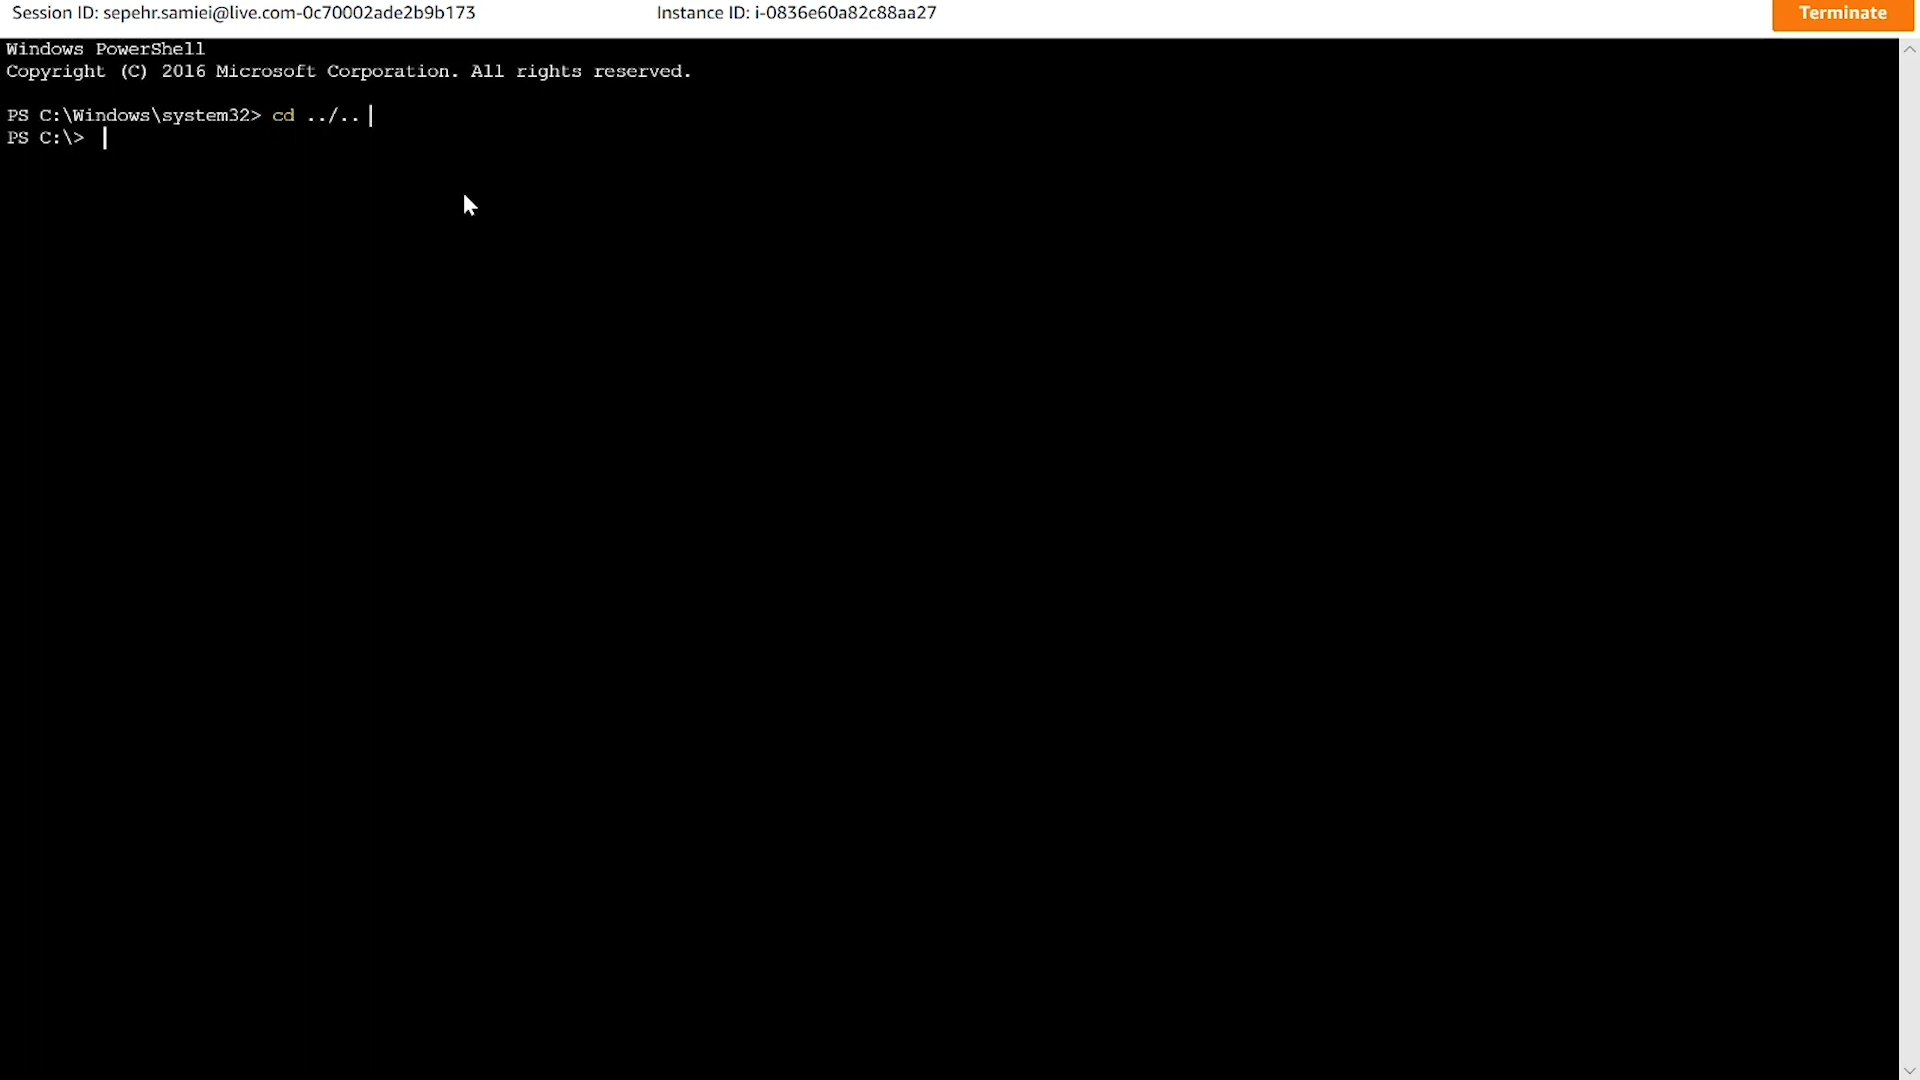 Session ID: sepehr.samiei@live.com-0c70002ade2b9b173 Instance ID: i-0836e60a82c88aa27 Terminate
Windows PowerShell
Copyright (C) 2016 Microsoft Corporation. All rights reserved.
PS C:\Windows\system32> cd ../..
PS C:\>